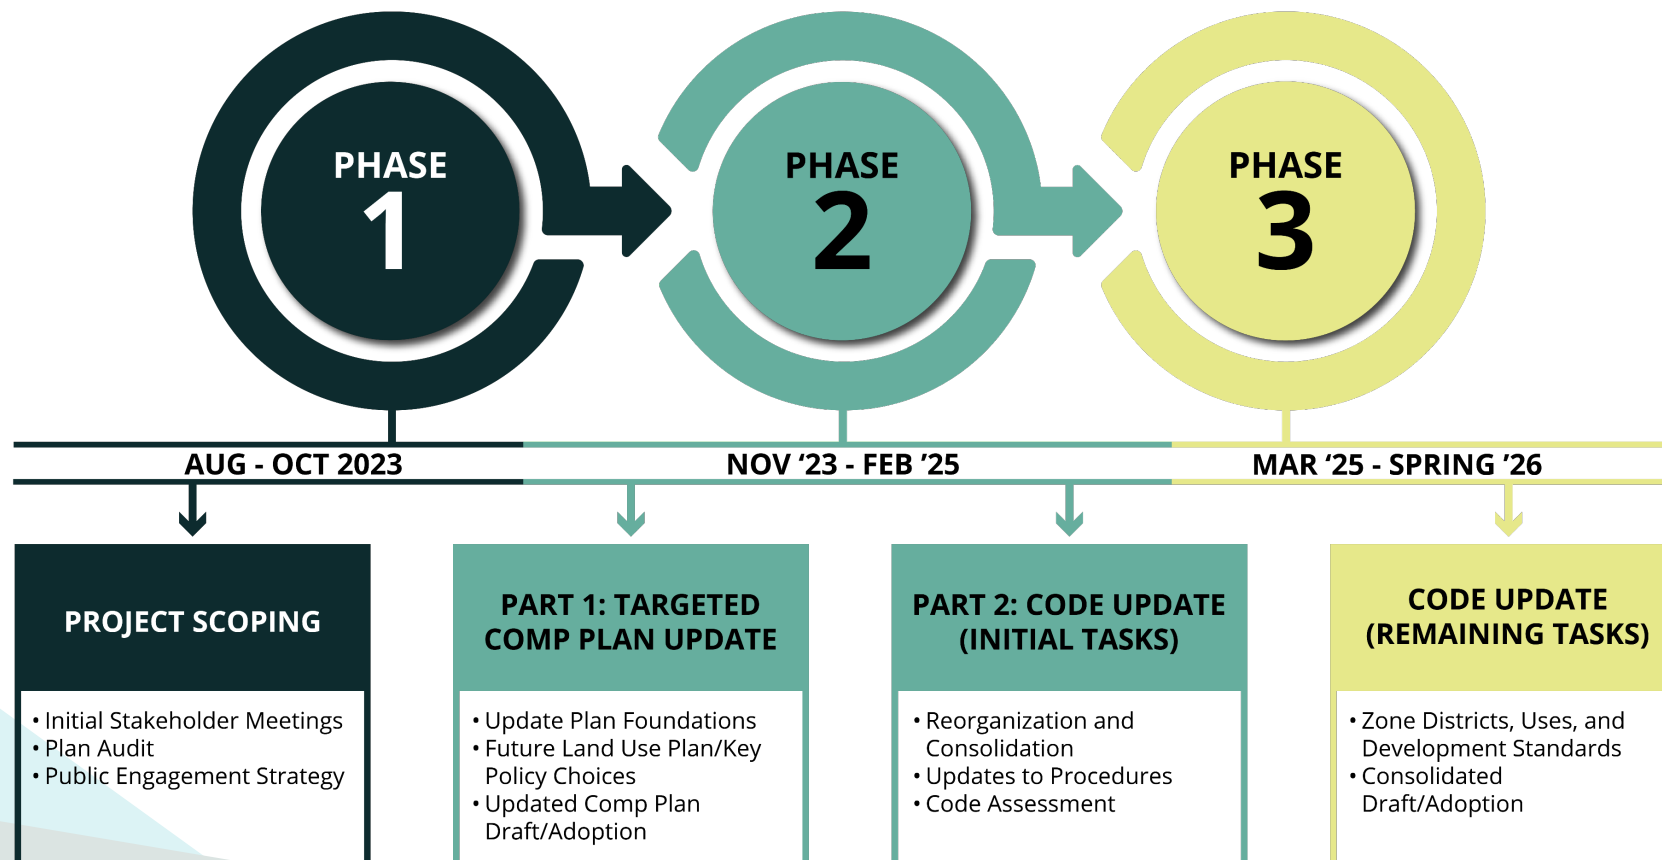 PHASE
1
PHASE
2
PHASE
3
AUG - OCT 2023
NOV ‘23 - FEB ’25
MAR ‘25 - SPRING ’26
PROJECT SCOPING
• Initial Stakeholder Meetings
• Plan Audit
• Public Engagement Strategy
PART 1: TARGETED
COMP PLAN UPDATE
• Update Plan Foundations
• Future Land Use Plan/Key
Policy Choices
• Updated Comp Plan
Draft/Adoption
PART 2: CODE UPDATE
(INITIAL TASKS)
• Reorganization and
Consolidation
• Updates to Procedures
• Code Assessment
CODE UPDATE
(REMAINING TASKS)
• Zone Districts, Uses, and
Development Standards
• Consolidated
Draft/Adoption